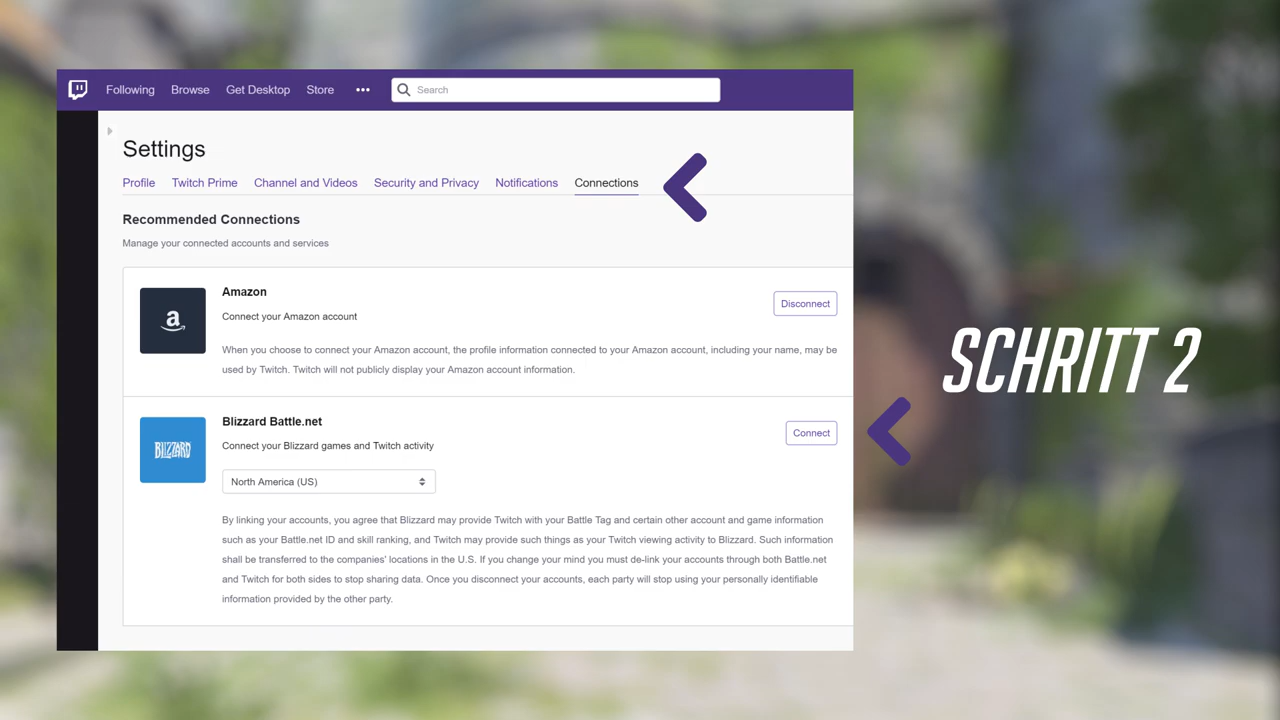 Following Browse Get Desktop Store ••• Search
Settings
Profile Twitch Prime Channel and Videos Security and Privacy Notifications Connections
Recommended Connections
Manage your connected accounts and services
Amazon
a
Connect your Amazon account
Disconnect
When you choose to connect your Amazon account, the profile information connected to your Amazon account, including your name, may be
used by Twitch. Twitch will not publicly display your Amazon account information.
SCHRITT 2
Blizzard Battle.net
BLIZZARD
Connect your Blizzard games and Twitch activity
Connect
North America (US)
By linking your accounts, you agree that Blizzard may provide Twitch with your Battle Tag and certain other account and game information
such as your Battle.net ID and skill ranking, and Twitch may provide such things as your Twitch viewing activity to Blizzard. Such information
shall be transferred to the companies' locations in the U.S. If you change your mind you must de-link your accounts through both Battle.net
and Twitch for both sides to stop sharing data. Once you disconnect your accounts, each party will stop using your personally identifiable
information provided by the other party.